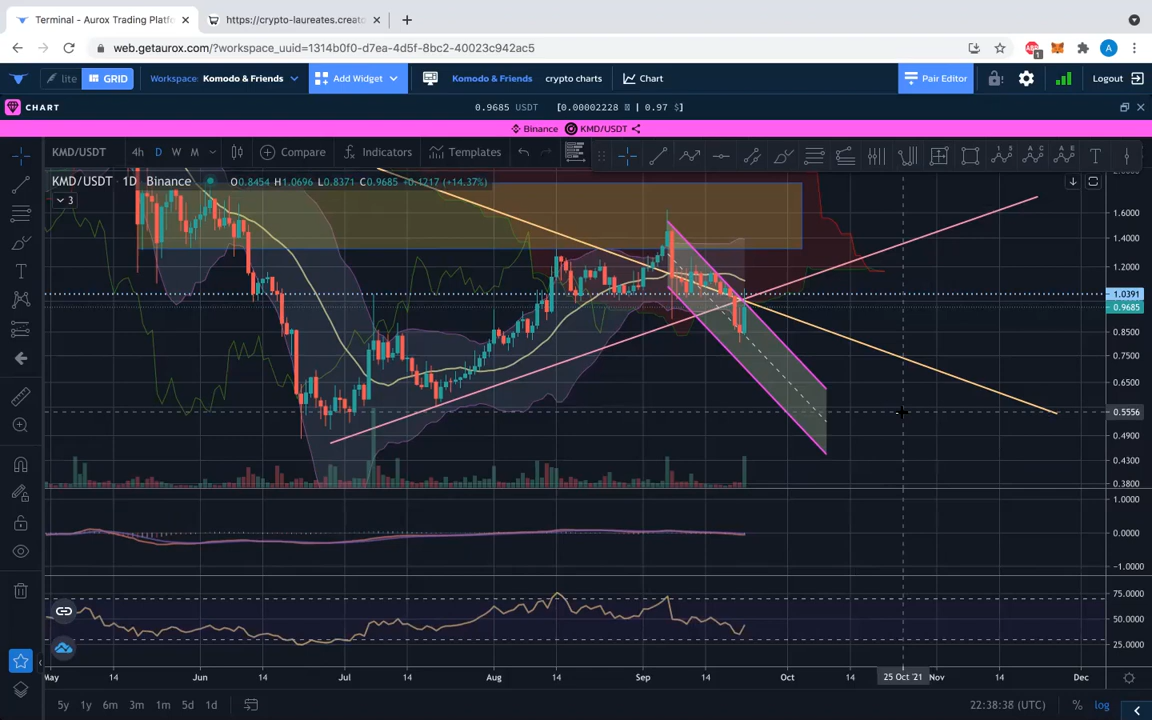 Terminal - Aurox Trading Platfo
https://crypto-laureates.creato
web.getaurox.com/?workspace_uuid=1314b0f0-d7ea-4d5f-8bc2-40023c942ac5
1
A
lite GRID Workspace: Komodo & Friends Add Widget Komodo & Friends crypto charts Chart Pair Editor Logout
CHART
0.9685 USDT
| 0.97 $ ]
Binance KMD/USDT
KMD/USDT 4h D W M Compare Indicators Templates
KMD/USDT 1D Binance O0.8454 H1.0696 L0.8371 C0.9685 +0.1217 (+14.37%)
3
1.6000
1.4000
1.2000
1.0391
0.9685
0.8500
0.7500
0.6500
0.5556
0.4900
0.4300
0.3800
1.0000
0.0000
-1.0000
75.0000
50.0000
25.0000
May 14 Jun 14 Jul 14 Aug 14 Sep 14 Oct 14 25 Oct '21 Nov 14 Dec
5y 1y 6m 3m 1m 5d 1d
22:38:38 (UTC) % log